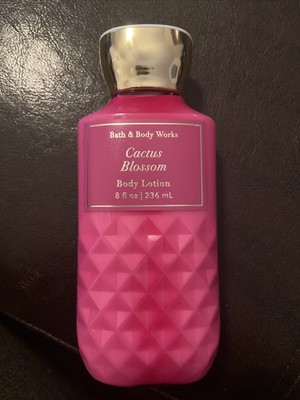 Bath & Body Works
Cactus
Blossom
Body Lotion
8 fl oz | 236 mL